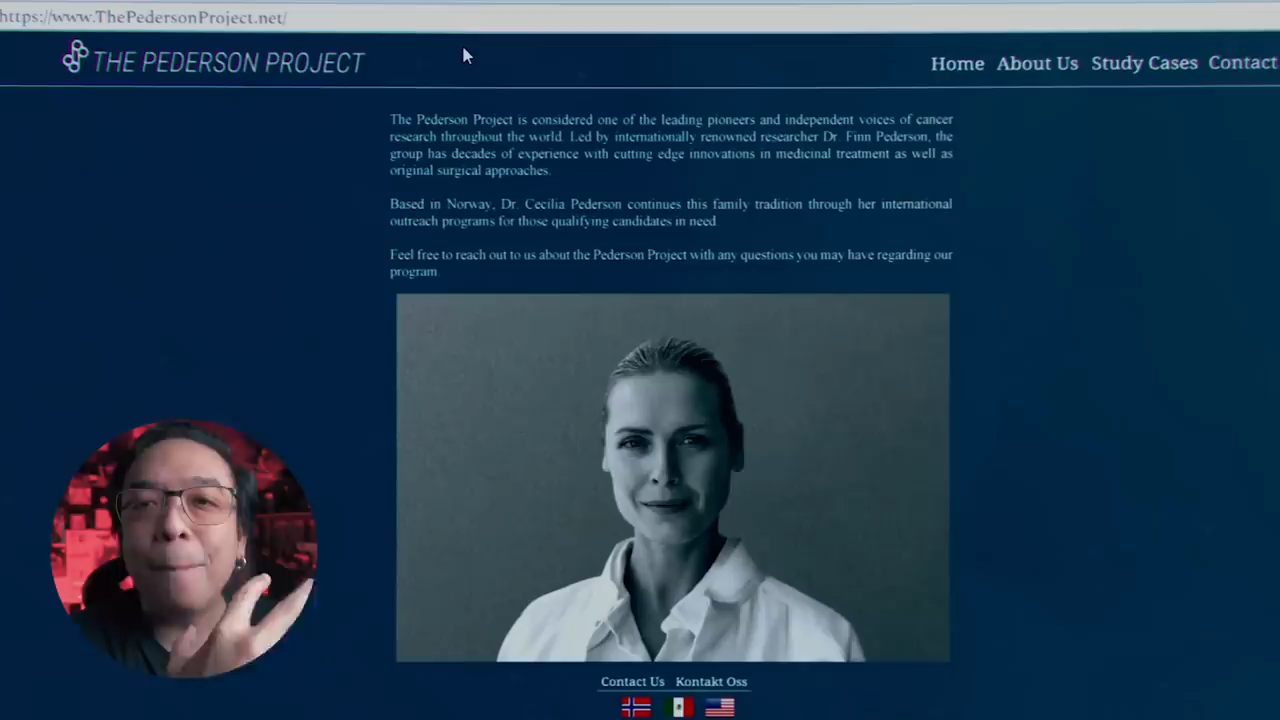 https://www.ThePedersonProject.net/
THE PEDERSON PROJECT
Home About Us Study Cases Contact
The Pederson Project is considered one of the leading pioneers and independent voices of cancer
research throughout the world. Led by internationally renowned researcher Dr. Finn Pederson, the
group has decades of experience with cutting edge innovations in medicinal treatment as well as
original surgical approaches.
Based in Norway, Dr. Cecilia Pederson continues this family tradition through her international
outreach programs for those qualifying candidates in need.
Feel free to reach out to us about the Pederson Project with any questions you may have regarding our
program.
Contact Us Kontakt Oss